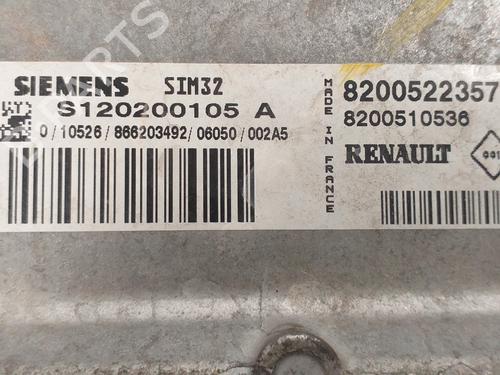 SIEMENS SIM32
S120200105 A
0/10526/866203492/06050/002A5
MADE IN FRANCE
8200522357
8200510536
RENAULT